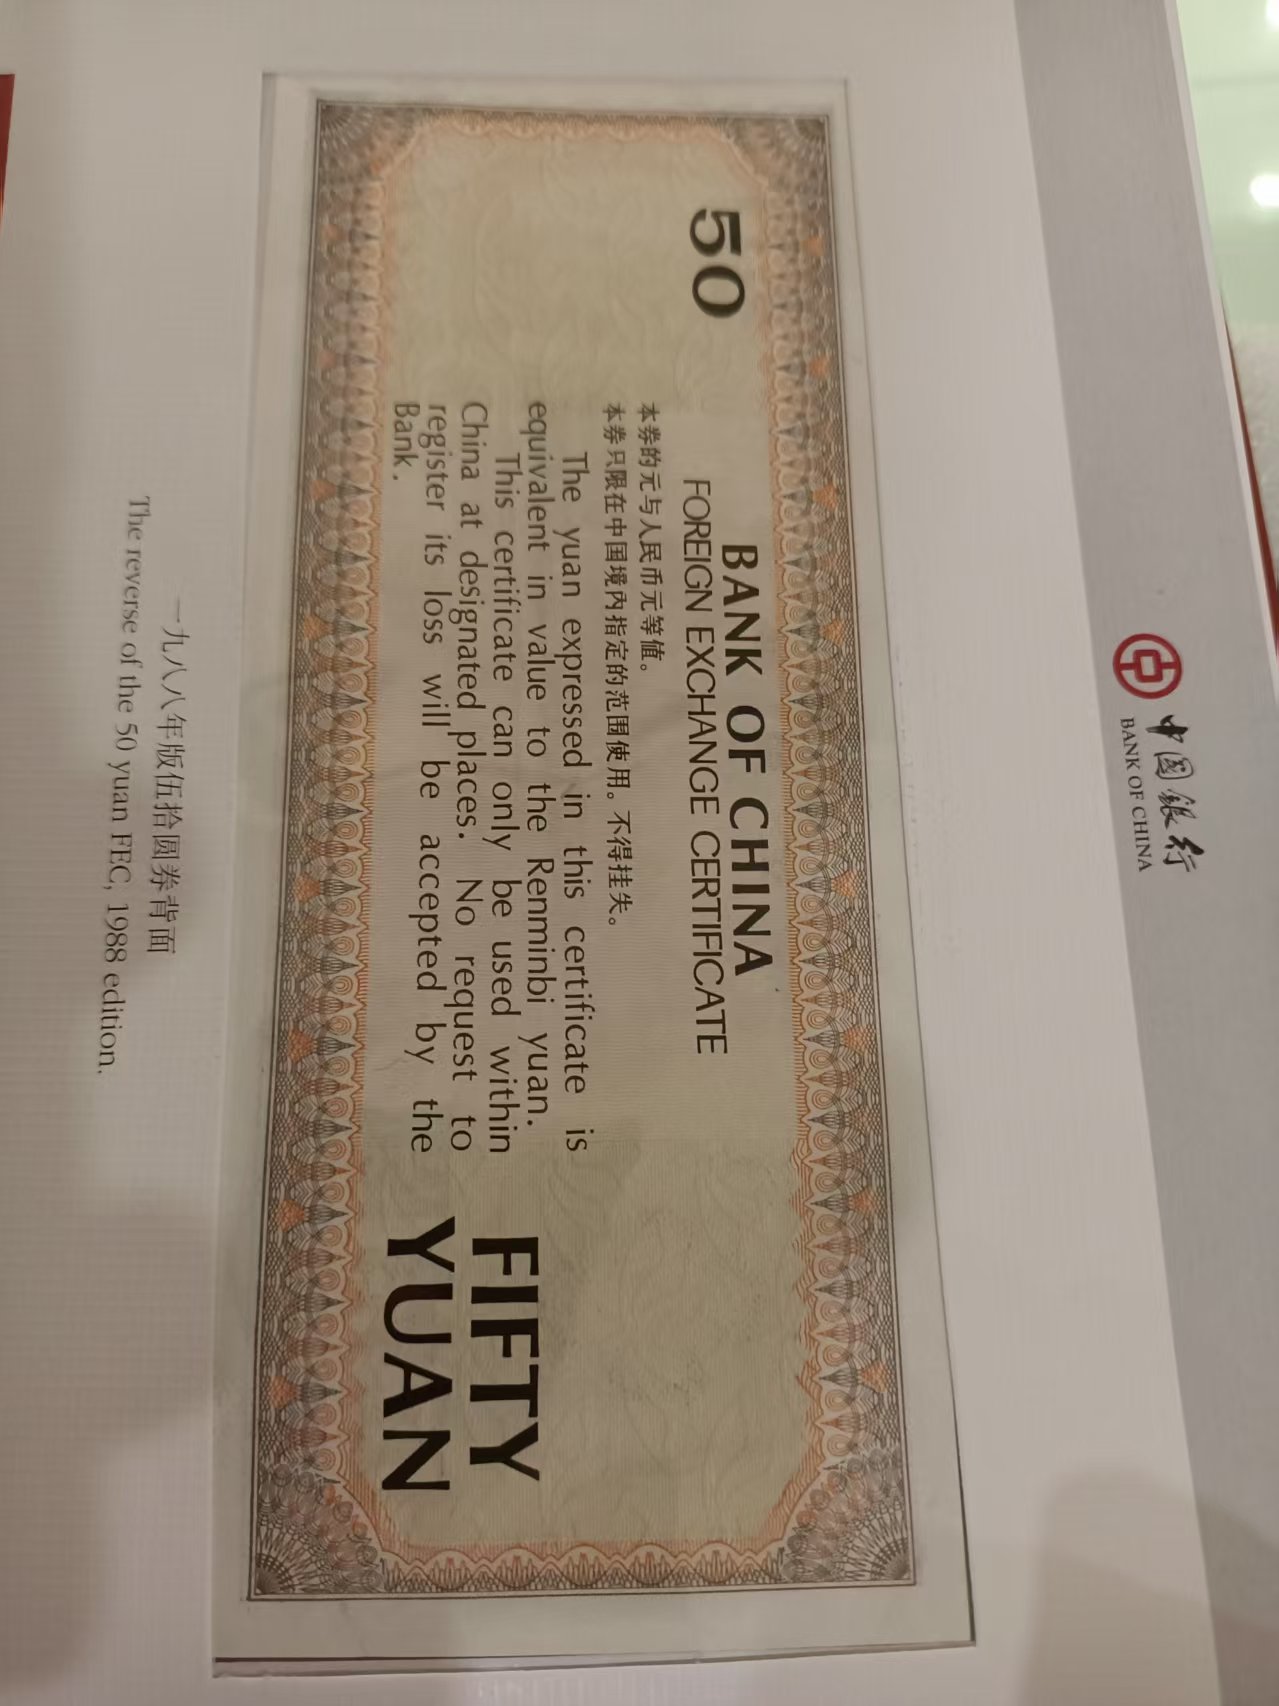 中国银行
BANK OF CHINA
50
BANK OF CHINA
FOREIGN EXCHANGE CERTIFICATE
本券的元与人民币元等值。
本券只限在中国境内指定的范围使用。不得挂失。
The yuan expressed in this certificate is
equivalent in value to the Renminbi yuan.
This certificate can only be used within
China at designated places. No request to
register its loss will be accepted by the
Bank.
FIFTY
YUAN
一九八八年版伍拾圆券背面
The reverse of the 50 yuan FEC, 1988 edition.